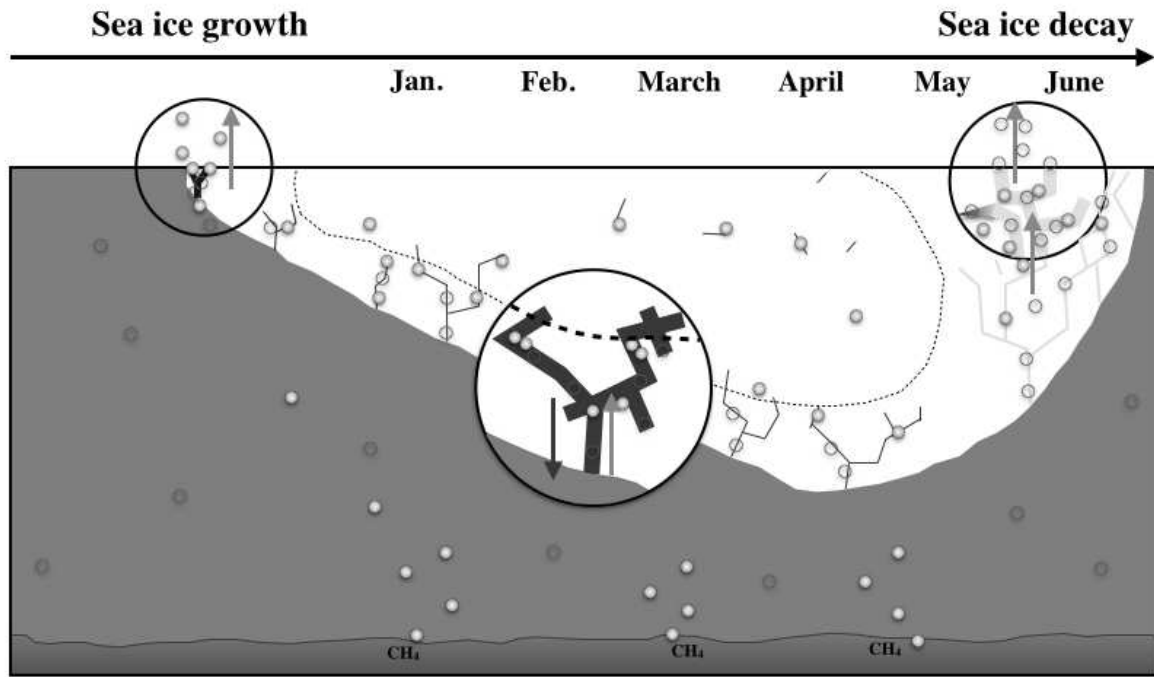 Sea ice growth Sea ice decay
Jan. Feb. March April May June
CH₄ CH₄ CH₄